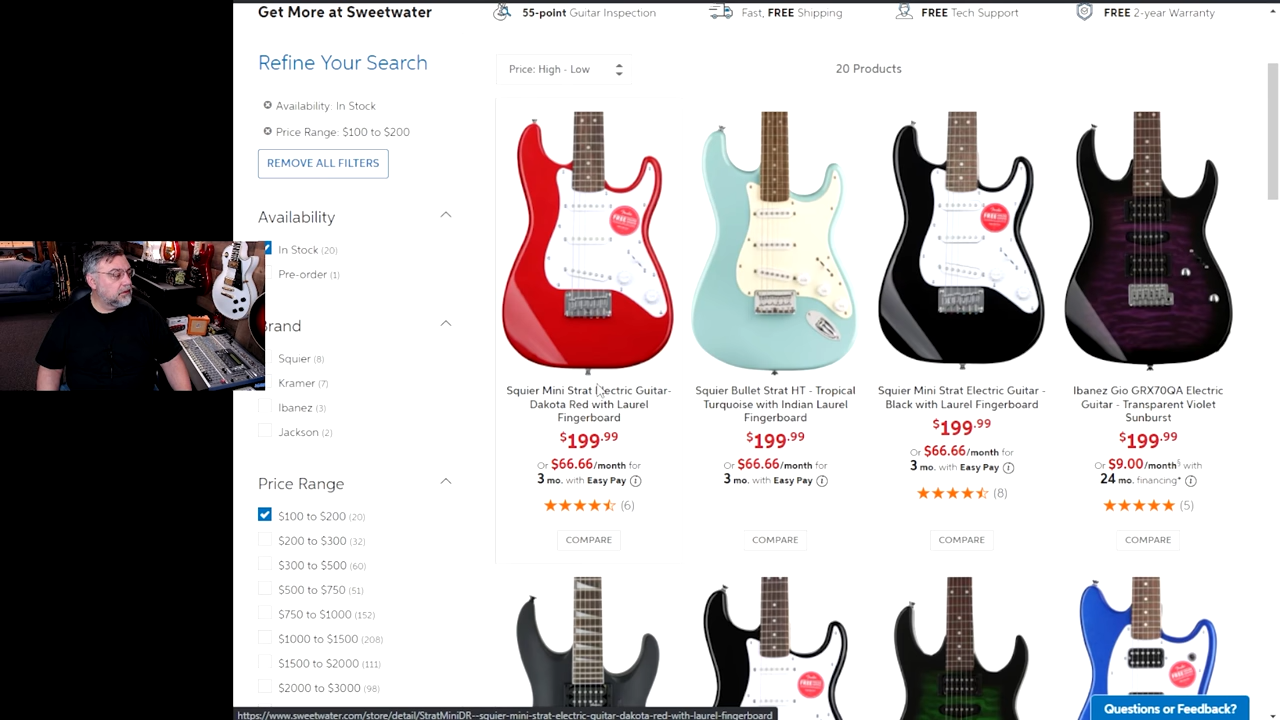 Get More at Sweetwater
55-point Guitar Inspection
Fast, FREE Shipping
FREE Tech Support
FREE 2-year Warranty
Refine Your Search
Price: High - Low
20 Products
Availability: In Stock
Price Range: $100 to $200
REMOVE ALL FILTERS
Availability
Stock (20)
Pre-order (1)
Brand
Squier (8)
Kramer (7)
Ibanez (3)
Jackson (2)
Price Range
$100 to $200 (20)
$200 to $300 (32)
$300 to $500 (60)
$500 to $750 (51)
$750 to $1000 (152)
$1000 to $1500 (208)
$1500 to $2000 (111)
$2000 to $3000 (98)
Squier Mini Strat Electric Guitar-
Dakota Red with Laurel
Fingerboard
$199.99
Or $66.66/month for
3 mo. with Easy Pay
(6)
COMPARE
Squier Bullet Strat HT - Tropical
Turquoise with Indian Laurel
Fingerboard
$199.99
Or $66.66/month for
3 mo. with Easy Pay
COMPARE
Squier Mini Strat Electric Guitar -
Black with Laurel Fingerboard
$199.99
Or $66.66/month for
3 mo. with Easy Pay
(8)
COMPARE
Ibanez Gio GRX70QA Electric
Guitar - Transparent Violet
Sunburst
$199.99
Or $9.00/month§ with
24 mo. financing*
(5)
COMPARE
Questions or Feedback?
https://www.sweetwater.com/store/detail/StratMiniDR--squier-mini-strat-electric-guitar-dakota-red-with-laurel-fingerboard